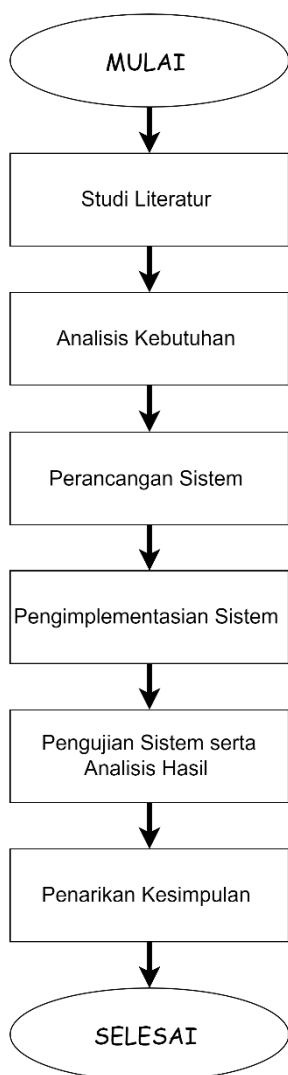 MULAI
Studi Literatur
Analisis Kebutuhan
Perancangan Sistem
Pengimplementasian Sistem
Pengujian Sistem serta
Analisis Hasil
Penarikan Kesimpulan
SELESAI